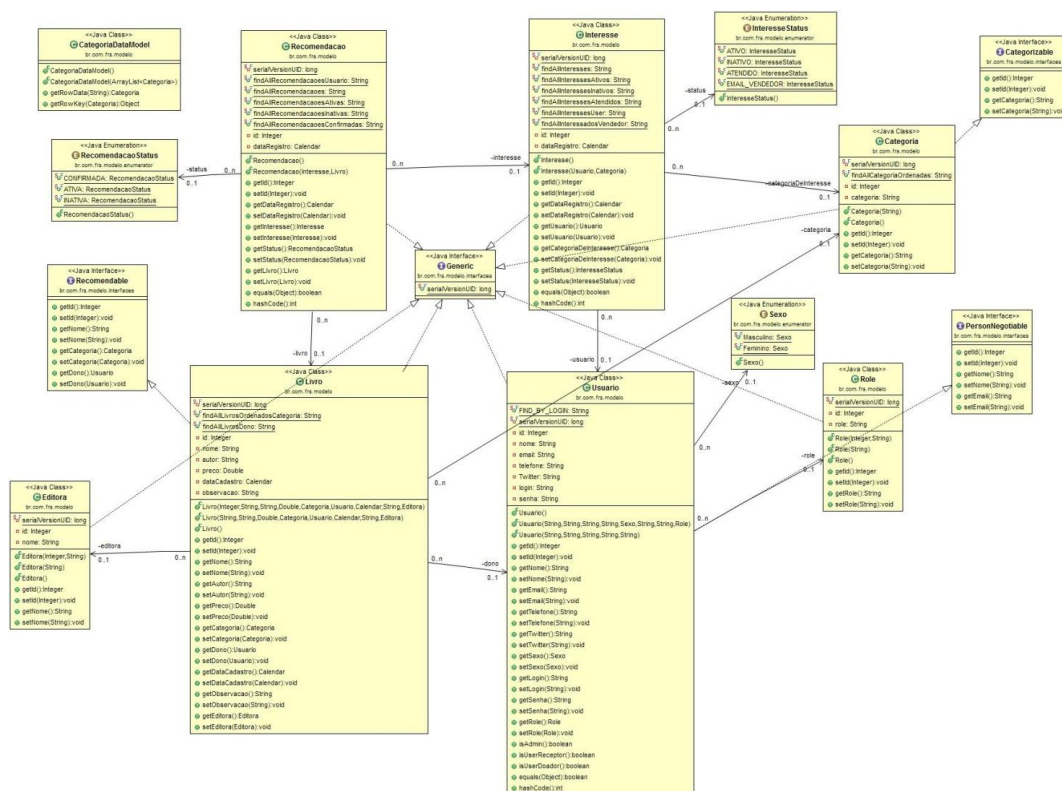 <<Java Class>>
CategoriaDataModel
br.com.frs.modelo
CategoriaDataModel()
CategoriaDataModel(ArrayList<Categoria>)
getRowData(String):Categoria
getRowKey(Categoria):Object
<<Java Class>>
Recomendacao
br.com.frs.modelo
serialVersionUID: long
findAllRecomendacaoesUsuario: String
findAllRecomendacaoes: String
findAllRecomendacaoesAtivas: String
findAllRecomendacaoesInativas: String
findAllRecomendacaoesConfirmadas: String
id: Integer
dataRegistro: Calendar
Recomendacao()
Recomendacao(Interesse,Livro)
getId():Integer
setId(Integer):void
getDataRegistro():Calendar
setDataRegistro(Calendar):void
getInteresse():Interesse
setInteresse(Interesse):void
getStatus():RecomendacaoStatus
setStatus(RecomendacaoStatus):void
getLivro():Livro
setLivro(Livro):void
equals(Object):boolean
hashCode():int
<<Java Class>>
Interesse
br.com.frs.modelo
serialVersionUID: long
findAllInteresses: String
findAllInteressesAtivos: String
findAllInteressesInativos: String
findAllInteressesAtendidos: String
findAllInteressesUser: String
findAllInteressadosVendedor: String
id: Integer
dataRegistro: Calendar
Interesse()
Interesse(Usuario,Categoria)
getId():Integer
setId(Integer):void
getDataRegistro():Calendar
setDataRegistro(Calendar):void
getUsuario():Usuario
setUsuario(Usuario):void
getCategoriaDeInteresse():Categoria
setCategoriaDeInteresse(Categoria):void
getStatus():InteresseStatus
setStatus(InteresseStatus):void
equals(Object):boolean
hashCode():int
<<Java Enumeration>>
InteresseStatus
br.com.frs.modelo.enumerator
ATIVO: InteresseStatus
INATIVO: InteresseStatus
ATENDIDO: InteresseStatus
EMAIL_VENDEDOR: InteresseStatus
InteresseStatus()
<<Java Interface>>
Categorizable
br.com.frs.modelo.interfaces
getId():Integer
setId(Integer):void
getCategoria():String
setCategoria(String):void
<<Java Enumeration>>
RecomendacaoStatus
br.com.frs.modelo.enumerator
CONFIRMADA: RecomendacaoStatus
ATIVA: RecomendacaoStatus
INATIVA: RecomendacaoStatus
RecomendacaoStatus()
-status
0..1
0..n
0..n
-interesse
0..1
0..n
-status
0..1
0..n
-categoriaDeInteresse
0..1
<<Java Class>>
Categoria
br.com.frs.modelo
serialVersionUID: long
findAllCategoriaOrdenadas: String
id: Integer
categoria: String
Categoria(String)
Categoria()
getId():Integer
setId(Integer):void
getCategoria():String
setCategoria(String):void
-categoria
0..1
<<Java Interface>>
Generic
br.com.frs.modelo.interfaces
serialVersionUID: long
<<Java Interface>>
Recomendable
br.com.frs.modelo.interfaces
getId():Integer
setId(Integer):void
getNome():String
setNome(String):void
getCategoria():Categoria
setCategoria(Categoria):void
getDono():Usuario
setDono(Usuario):void
<<Java Enumeration>>
Sexo
br.com.frs.modelo.enumerator
Masculino: Sexo
Feminino: Sexo
Sexo()
<<Java Interface>>
PersonNegotiable
br.com.frs.modelo.interfaces
getId():Integer
setId(Integer):void
getNome():String
setNome(String):void
getEmail():String
setEmail(String):void
0..n
-livro
0..1
0..n
-usuario
0..1
-sexo
0..1
<<Java Class>>
Livro
br.com.frs.modelo
serialVersionUID: long
findAllLivrosOrdenadosCategoria: String
findAllLivrosDono: String
id: Integer
nome: String
autor: String
preco: Double
dataCadastro: Calendar
observacao: String
Livro(Integer,String,String,Double,Categoria,Usuario,Calendar,String,Editora)
Livro(String,String,Double,Categoria,Usuario,Calendar,String,Editora)
Livro()
getId():Integer
setId(Integer):void
getNome():String
setNome(String):void
getAutor():String
setAutor(String):void
getPreco():Double
setPreco(Double):void
getCategoria():Categoria
setCategoria(Categoria):void
getDono():Usuario
setDono(Usuario):void
getDataCadastro():Calendar
setDataCadastro(Calendar):void
getObservacao():String
setObservacao(String):void
getEditora():Editora
setEditora(Editora):void
<<Java Class>>
Usuario
br.com.frs.modelo
FIND_BY_LOGIN: String
serialVersionUID: long
id: Integer
nome: String
email: String
telefone: String
Twitter: String
login: String
senha: String
Usuario()
Usuario(String,String,String,String,Sexo,String,String,Role)
Usuario(String,String,String,String)
getId():Integer
setId(Integer):void
getNome():String
setNome(String):void
getEmail():String
setEmail(String):void
getTelefone():String
setTelefone(String):void
getTwitter():String
setTwitter(String):void
getSexo():Sexo
setSexo(Sexo):void
getLogin():String
setLogin(String):void
getSenha():String
setSenha(String):void
getRole():Role
setRole(Role):void
isAdmin():boolean
isUserReceptor():boolean
isUserDoador():boolean
equals(Object):boolean
hashCode():int
<<Java Class>>
Role
br.com.frs.modelo
serialVersionUID: long
id: Integer
role: String
Role(Integer,String)
Role(String)
Role()
getId():Integer
setId(Integer):void
getRole():String
setRole(String):void
<<Java Class>>
Editora
br.com.frs.modelo
serialVersionUID: long
id: Integer
nome: String
Editora(Integer,String)
Editora(String)
Editora()
getId():Integer
setId(Integer):void
getNome():String
setNome(String):void
-editora
0..1
0..n
0..n
0..n
-dono
0..1
0..n
-role
0..1
0..n